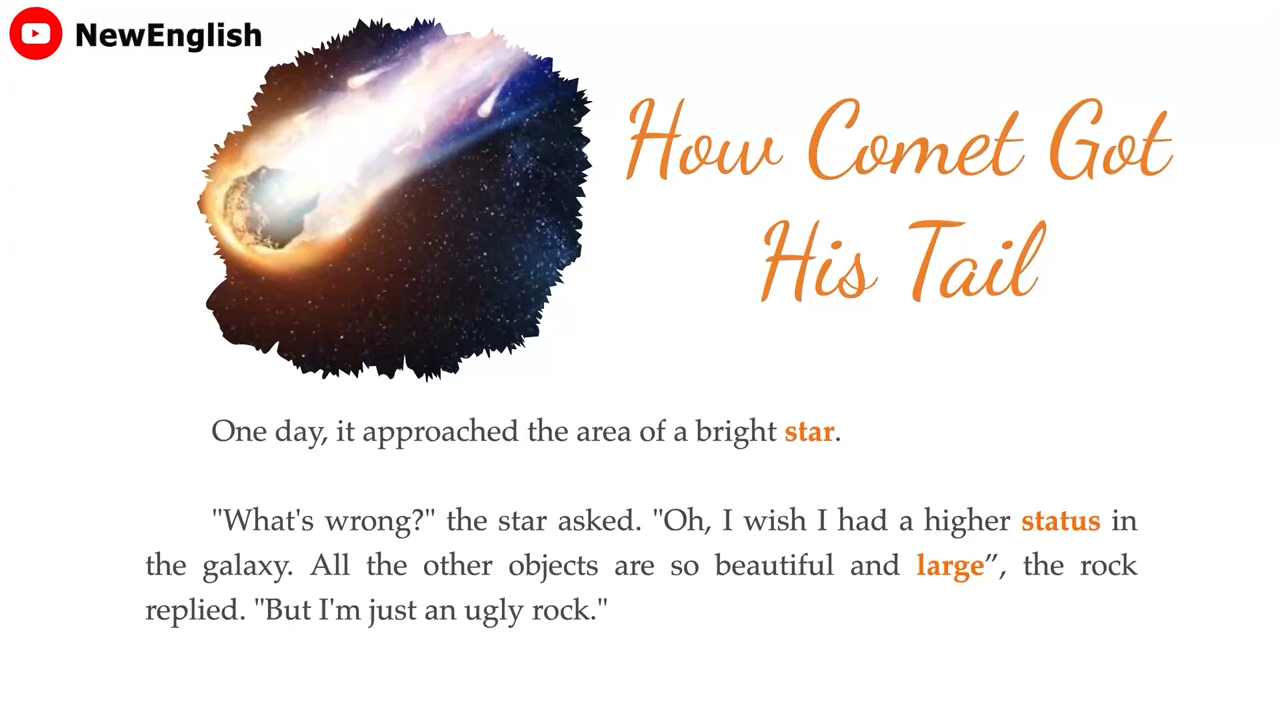 NewEnglish
How Comet Got
His Tail
One day, it approached the area of a bright star.
"What's wrong?" the star asked. "Oh, I wish I had a higher status in
the galaxy. All the other objects are so beautiful and large”, the rock
replied. "But I'm just an ugly rock."